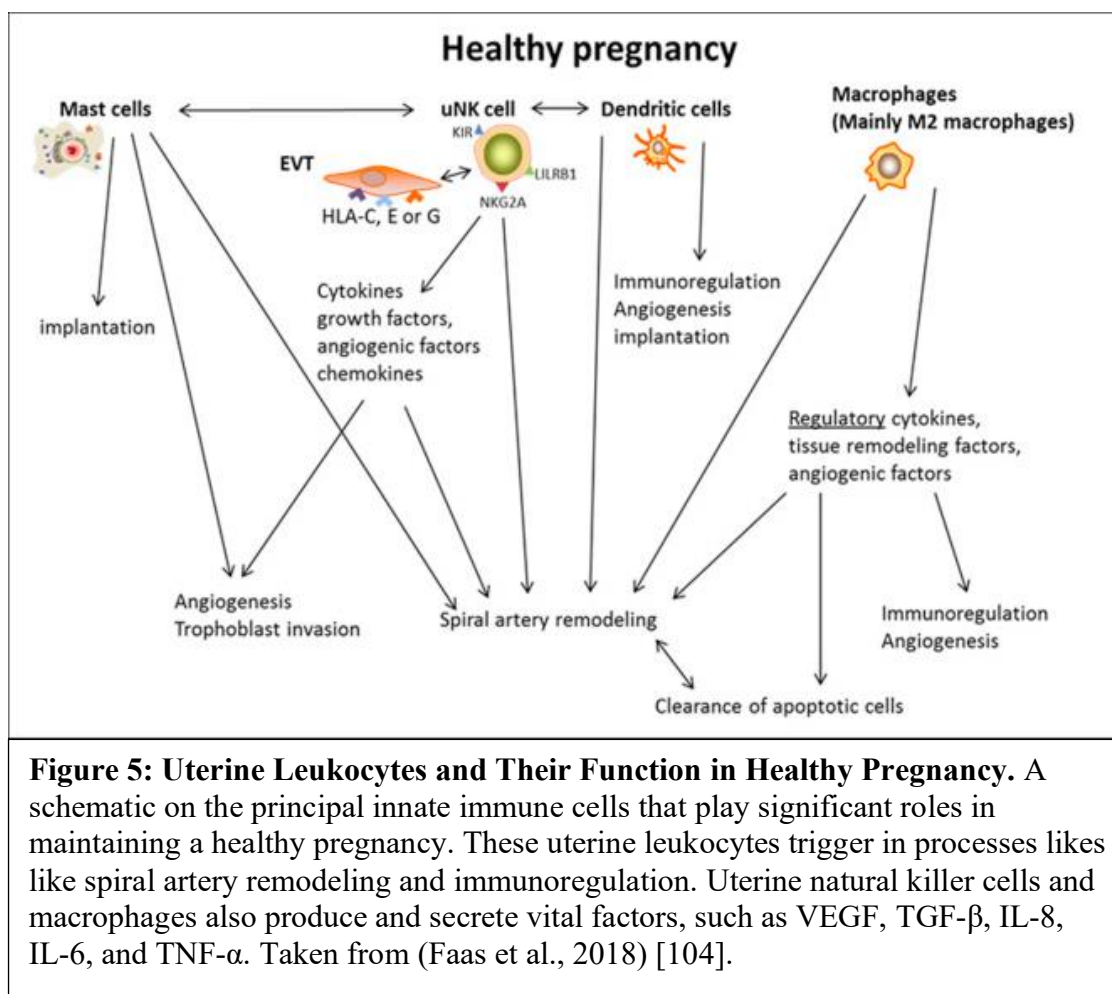 Healthy pregnancy
Mast cells
uNK cell
Dendritic cells
Macrophages
(Mainly M2 macrophages)
KIR
EVT
LILRB1
NKG2A
HLA-C, E or G
implantation
Cytokines
growth factors,
angiogenic factors
chemokines
Immunoregulation
Angiogenesis
implantation
Regulatory cytokines,
tissue remodeling factors,
angiogenic factors
Angiogenesis
Trophoblast invasion
Spiral artery remodeling
Immunoregulation
Angiogenesis
Clearance of apoptotic cells
Figure 5: Uterine Leukocytes and Their Function in Healthy Pregnancy. A
schematic on the principal innate immune cells that play significant roles in
maintaining a healthy pregnancy. These uterine leukocytes trigger in processes likes
like spiral artery remodeling and immunoregulation. Uterine natural killer cells and
macrophages also produce and secrete vital factors, such as VEGF, TGF-β, IL-8,
IL-6, and TNF-α. Taken from (Faas et al., 2018) [104].